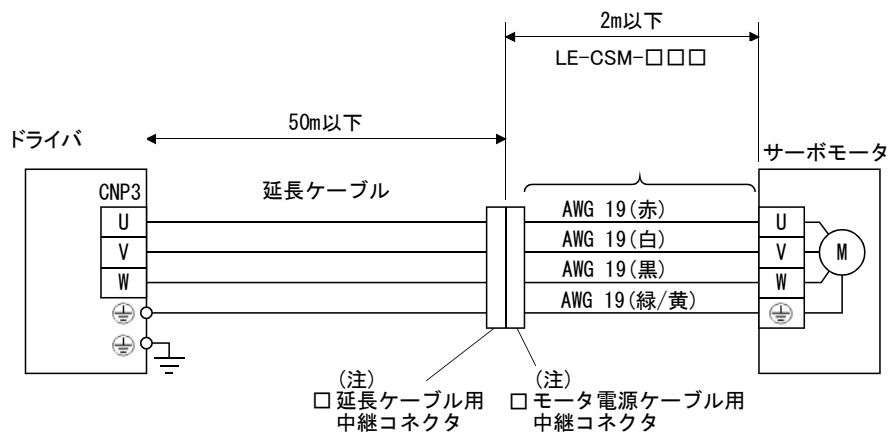 2m以下
LE-CSM-□□□
50m以下
ドライバ
サーボモータ
CNP3
延長ケーブル
U
V
W
AWG 19(赤)
AWG 19(白)
AWG 19(黒)
AWG 19(緑/黄)
U
V
W
M
(注)
□延長ケーブル用
中継コネクタ
(注)
□モータ電源ケーブル用
中継コネクタ